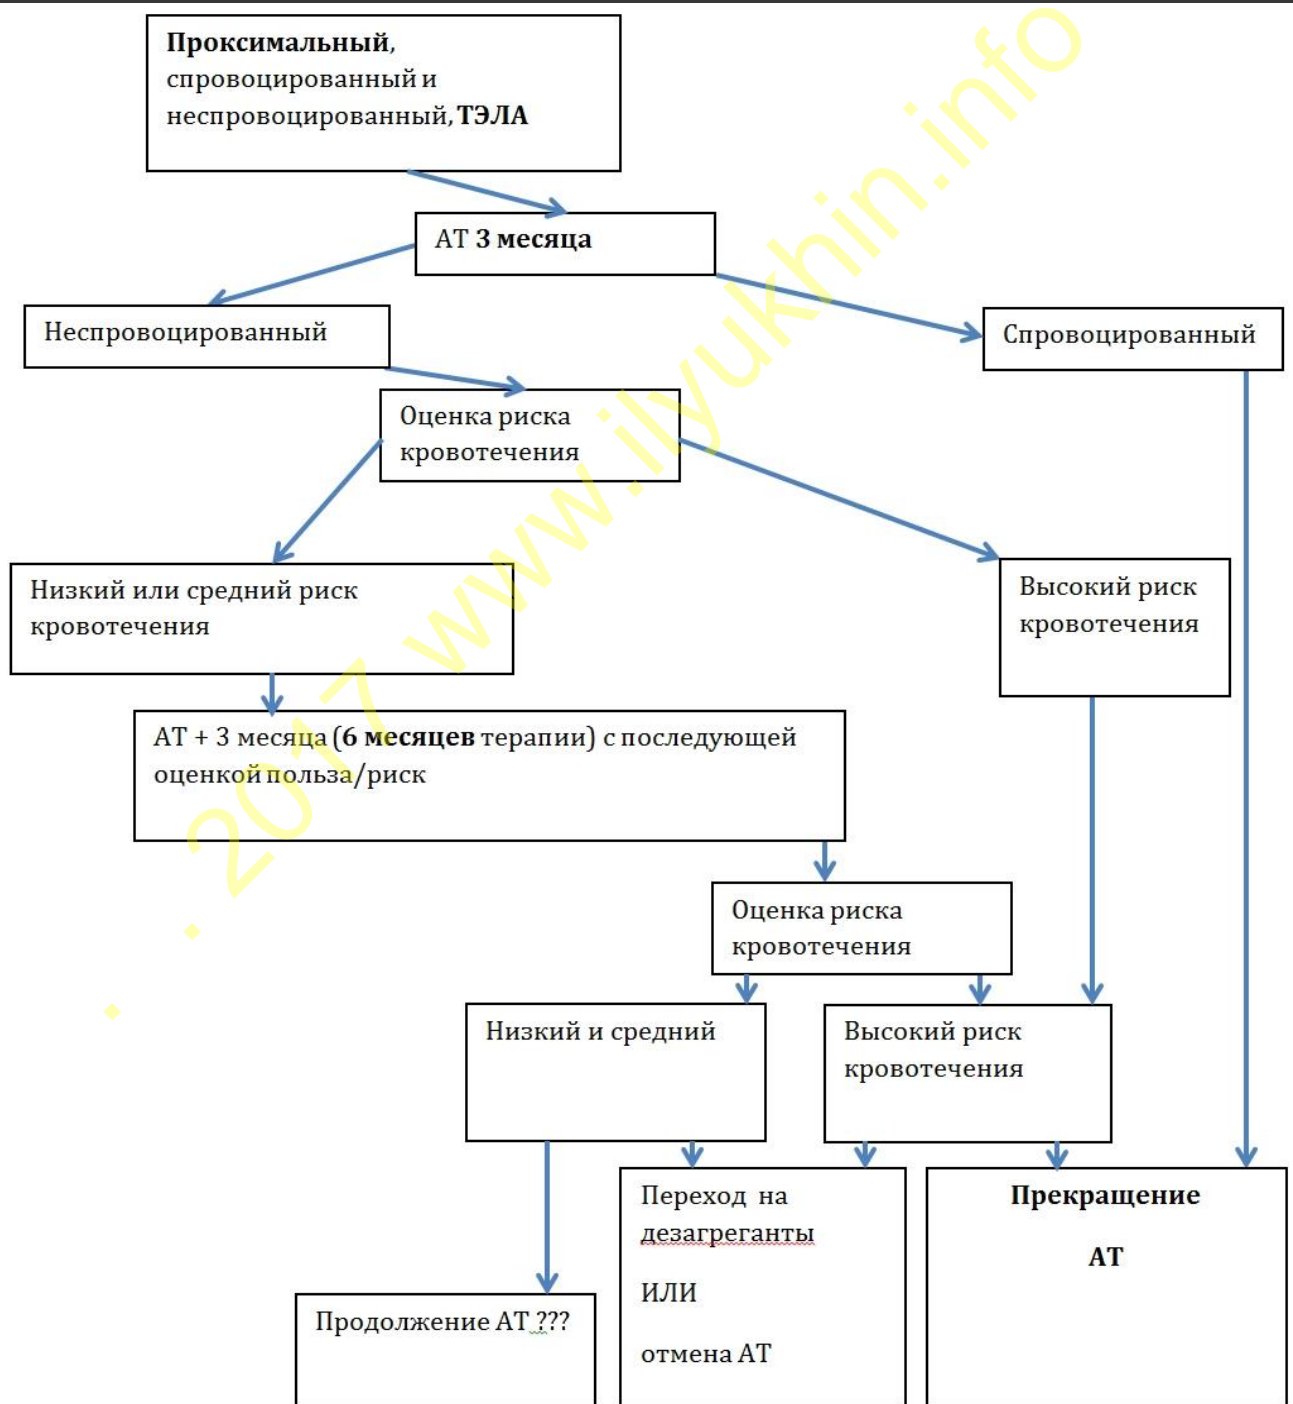 Проксимальный,
спровоцированный и
неспровоцированный, ТЭЛА
АТ 3 месяца
Неспровоцированный
Спровоцированный
Оценка риска
кровотечения
Низкий или средний риск
кровотечения
Высокий риск
кровотечения
АТ + 3 месяца (6 месяцев терапии) с последующей
оценкой польза/риск
Оценка риска
кровотечения
Низкий и средний
Высокий риск
кровотечения
Переход на
дезагреганты
ИЛИ
отмена АТ
Прекращение
АТ
Продолжение АТ ???
. . 2017 www.ilyukhin.info